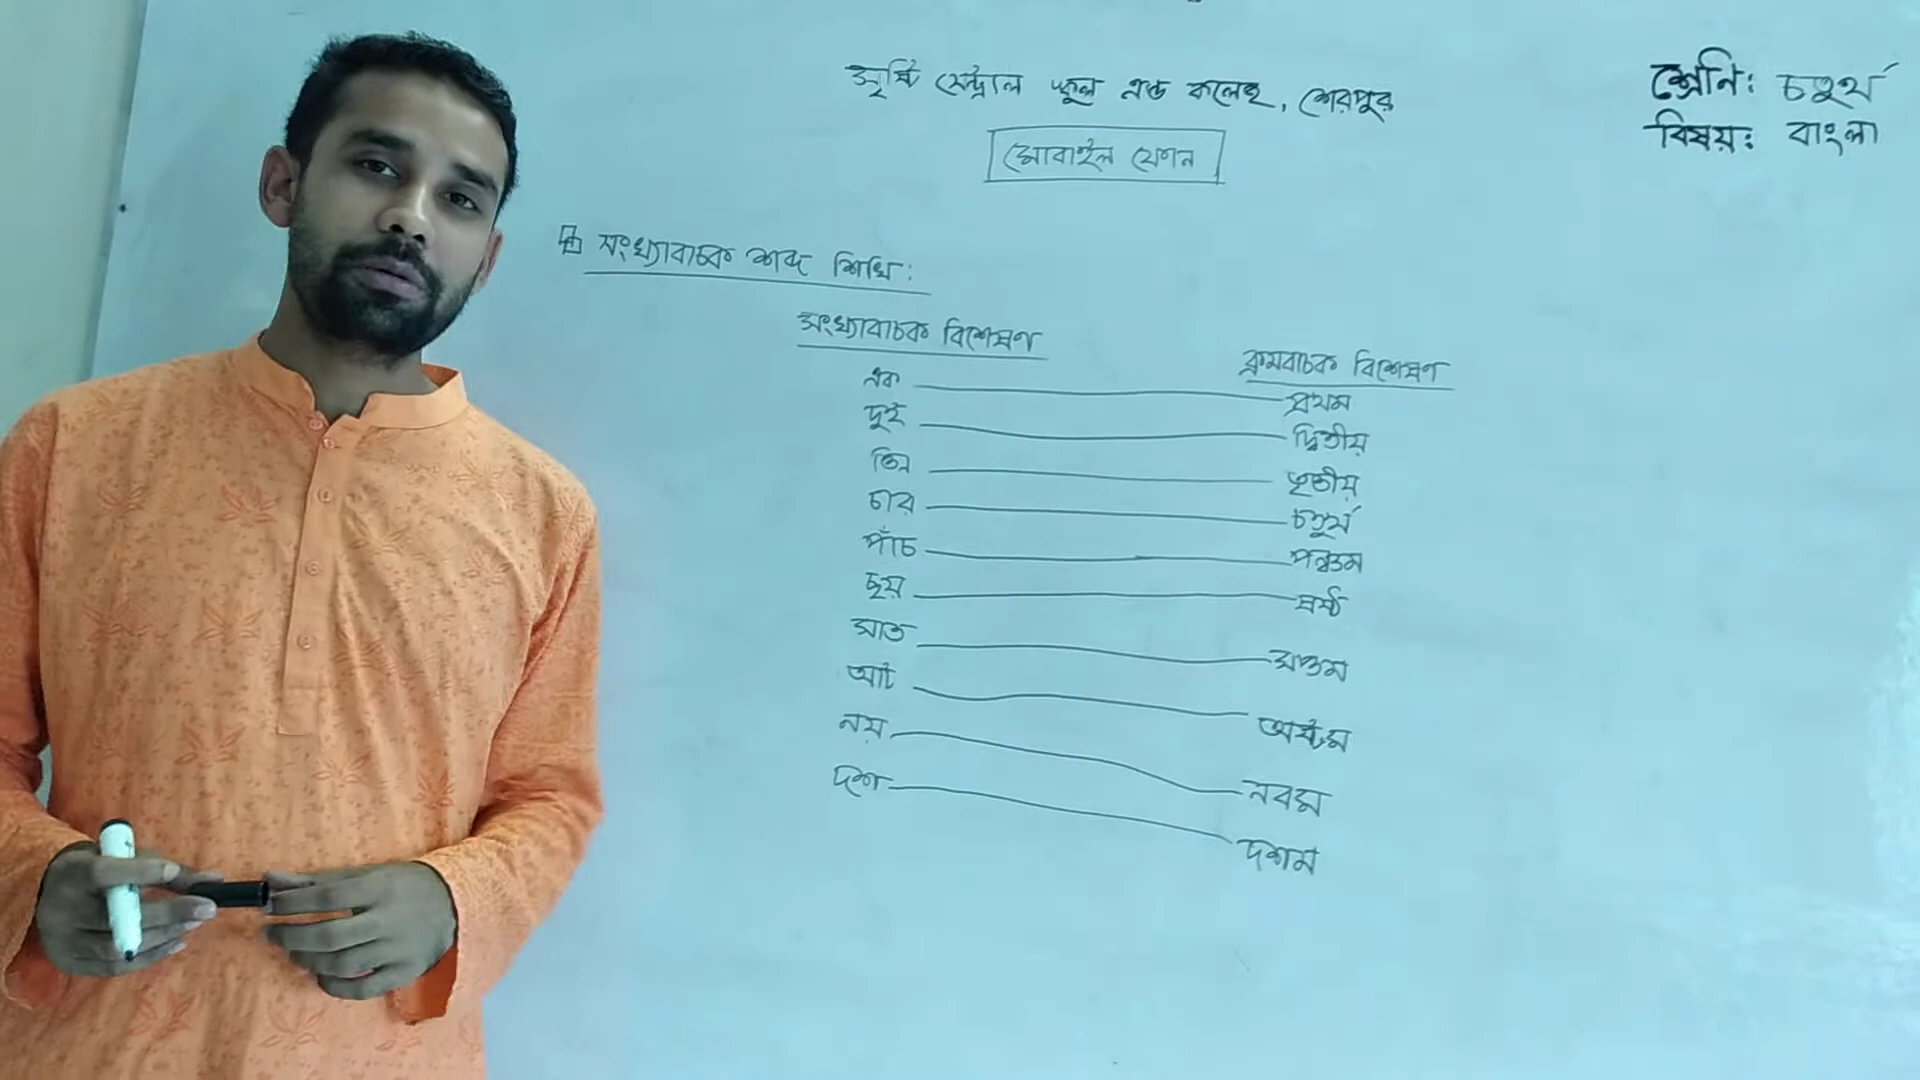 সৃষ্টি সেন্ট্রাল স্কুল এন্ড কলেজ, শেরপুর
মোবাইল ফোন
শ্রেণি: চতুর্থ
বিষয়: বাংলা
সংখ্যাবাচক শব্দ শিখি:
সংখ্যাবাচক বিশেষণ ক্রমবাচক বিশেষণ
এক প্রথম
দুই দ্বিতীয়
তিন তৃতীয়
চার চতুর্থ
পাঁচ পঞ্চম
ছয় ষষ্ঠ
সাত সপ্তম
আট অষ্টম
নয় নবম
দশ দশম